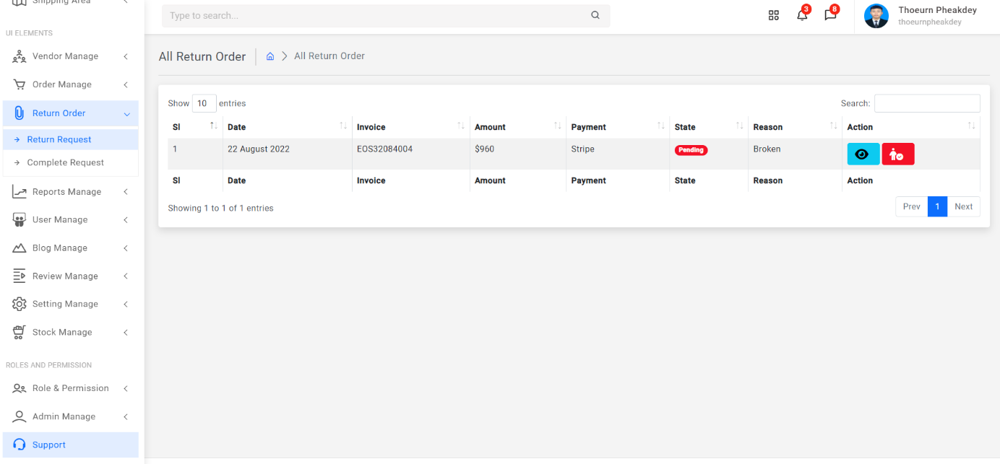 Shipping Area
UI ELEMENTS
Vendor Manage
Order Manage
Return Order
Return Request
Complete Request
Reports Manage
User Manage
Blog Manage
Review Manage
Setting Manage
Stock Manage
ROLES AND PERMISSION
Role & Permission
Admin Manage
Support
Type to search...
3
8
Thoeurn Pheakdey
thoeurnpheakdey
All Return Order
All Return Order
Show 10 entries
Search:
Sl Date Invoice Amount Payment State Reason Action
1 22 August 2022 EOS32084004 $960 Stripe Pending Broken
Sl Date Invoice Amount Payment State Reason Action
Showing 1 to 1 of 1 entries
Prev 1 Next